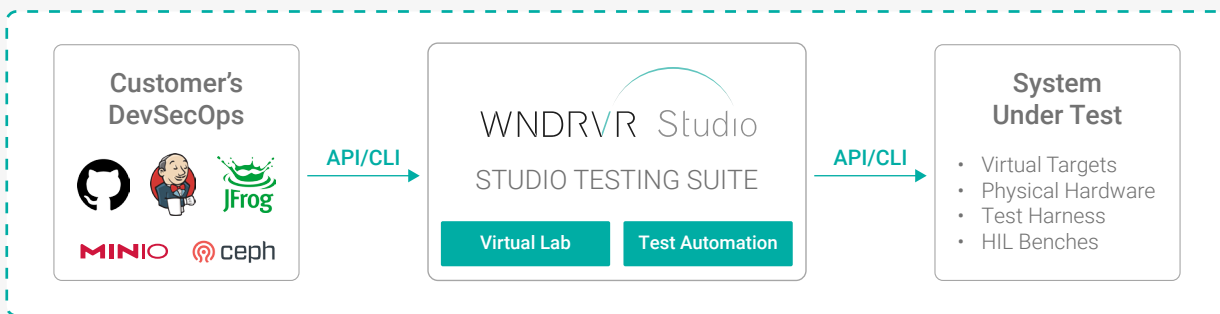 Customer's
DevSecOps
JFrog
MINIO
ceph
API/CLI
WNDRVR Studio
STUDIO TESTING SUITE
Virtual Lab
Test Automation
API/CLI
System
Under Test
• Virtual Targets
• Physical Hardware
• Test Harness
• HIL Benches